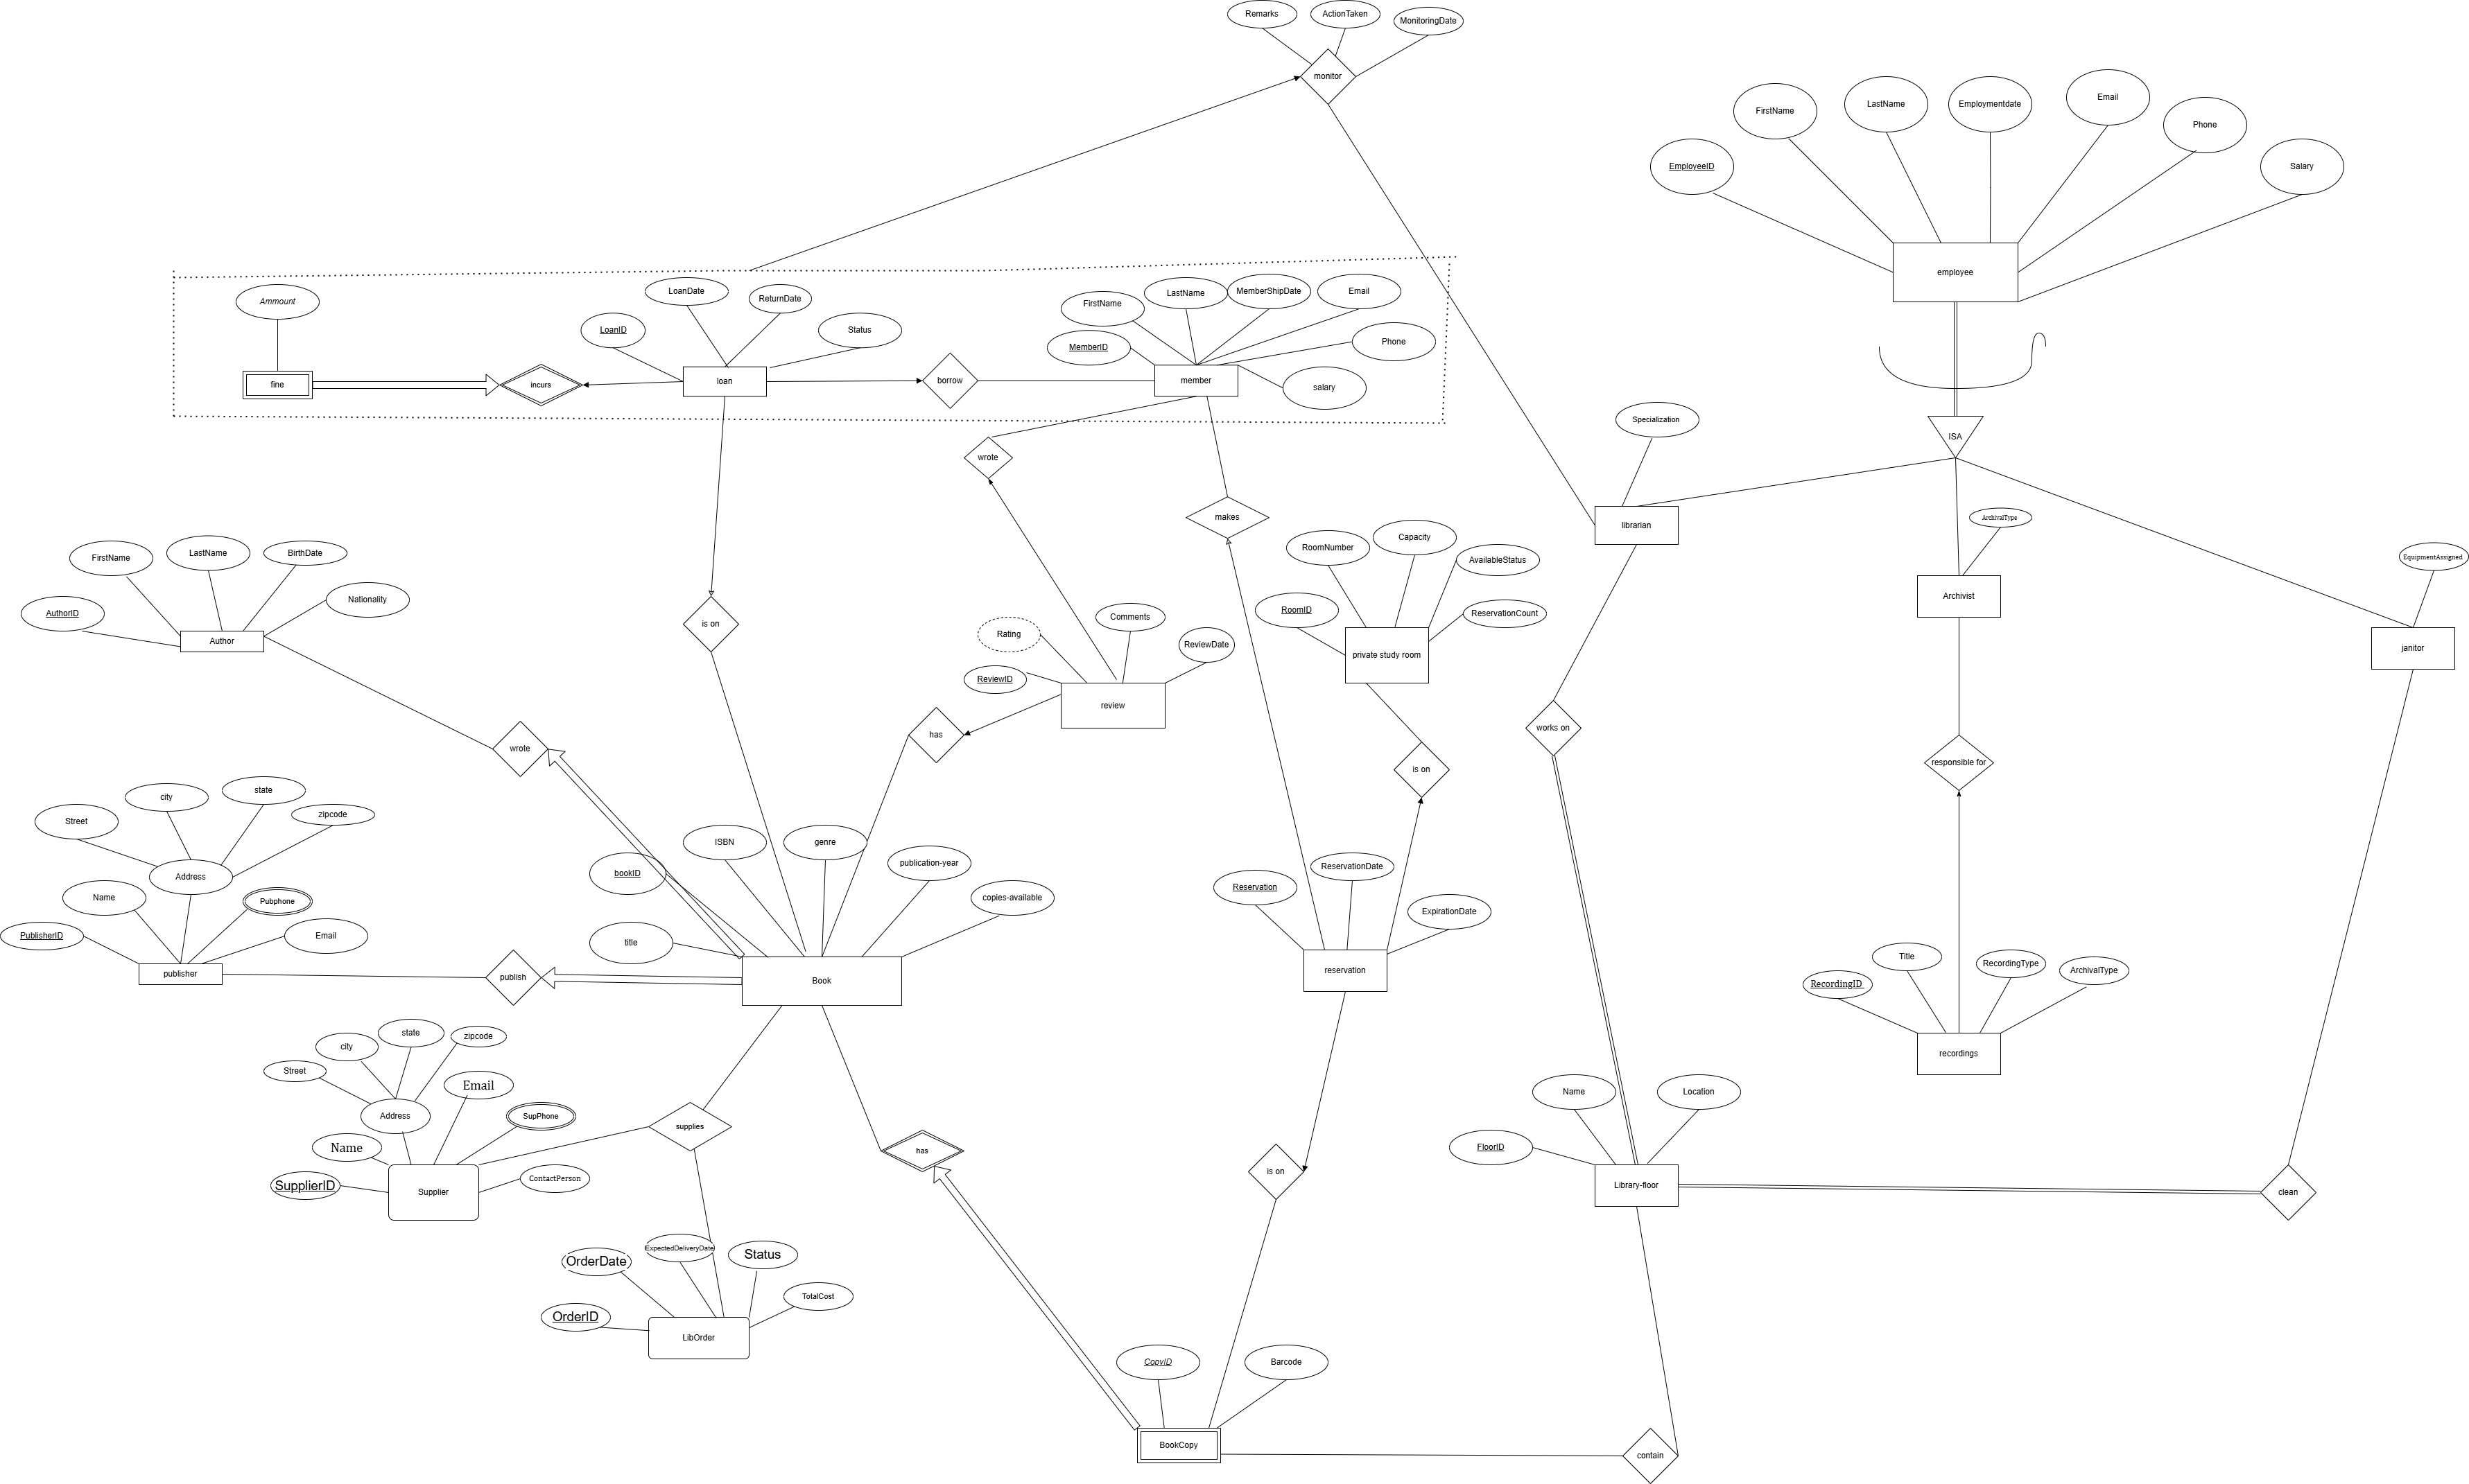 Remarks
ActionTaken
MonitoringDate
monitor
FirstName
LastName
Employmentdate
Email
Phone
EmployeeID
Salary
employee
Ammount
LoanDate
ReturnDate
LoanID
Status
FirstName
LastName
MemberShipDate
Email
MemberID
Phone
salary
fine
incurs
loan
borrow
member
wrote
Specialization
ISA
makes
librarian
ArchivalType
Archivist
EquipmentAssigned
janitor
FirstName
LastName
BirthDate
AuthorID
Nationality
Author
is on
Rating
Comments
ReviewDate
ReviewID
review
RoomNumber
Capacity
AvailableStatus
RoomID
ReservationCount
private study room
wrote
has
is on
works on
responsible for
Street
city
state
zipcode
Address
Name
Pubphone
PublisherID
Email
publisher
publish
ISBN
genre
bookID
publication-year
copies-available
title
Book
Reservation
ReservationDate
ExpirationDate
reservation
RecordingID
Title
RecordingType
ArchivalType
recordings
Street
city
state
zipcode
Address
Email
SupPhone
Name
SupplierID
ContactPerson
Supplier
supplies
has
is on
FloorID
Name
Location
Library-floor
clean
OrderDate
ExpectedDeliveryDate
Status
OrderID
TotalCost
LibOrder
CopyID
Barcode
BookCopy
contain